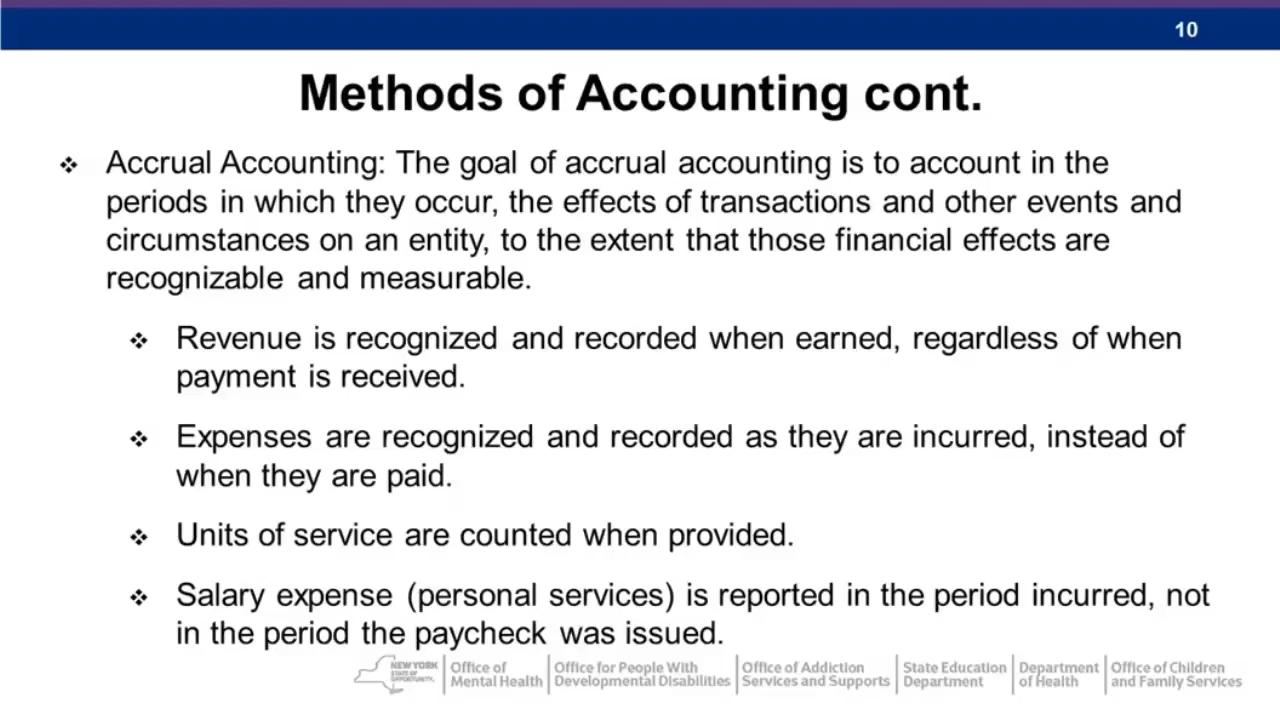 10
Methods of Accounting cont.
❖ Accrual Accounting: The goal of accrual accounting is to account in the
periods in which they occur, the effects of transactions and other events and
circumstances on an entity, to the extent that those financial effects are
recognizable and measurable.
❖ Revenue is recognized and recorded when earned, regardless of when
payment is received.
❖ Expenses are recognized and recorded as they are incurred, instead of
when they are paid.
❖ Units of service are counted when provided.
❖ Salary expense (personal services) is reported in the period incurred, not
in the period the paycheck was issued.
NEW YORK
STATE OF
OPPORTUNITY.
Office of
Mental Health
Office for People With
Developmental Disabilities
Office of Addiction
Services and Supports
State Education
Department
Department
of Health
Office of Children
and Family Services